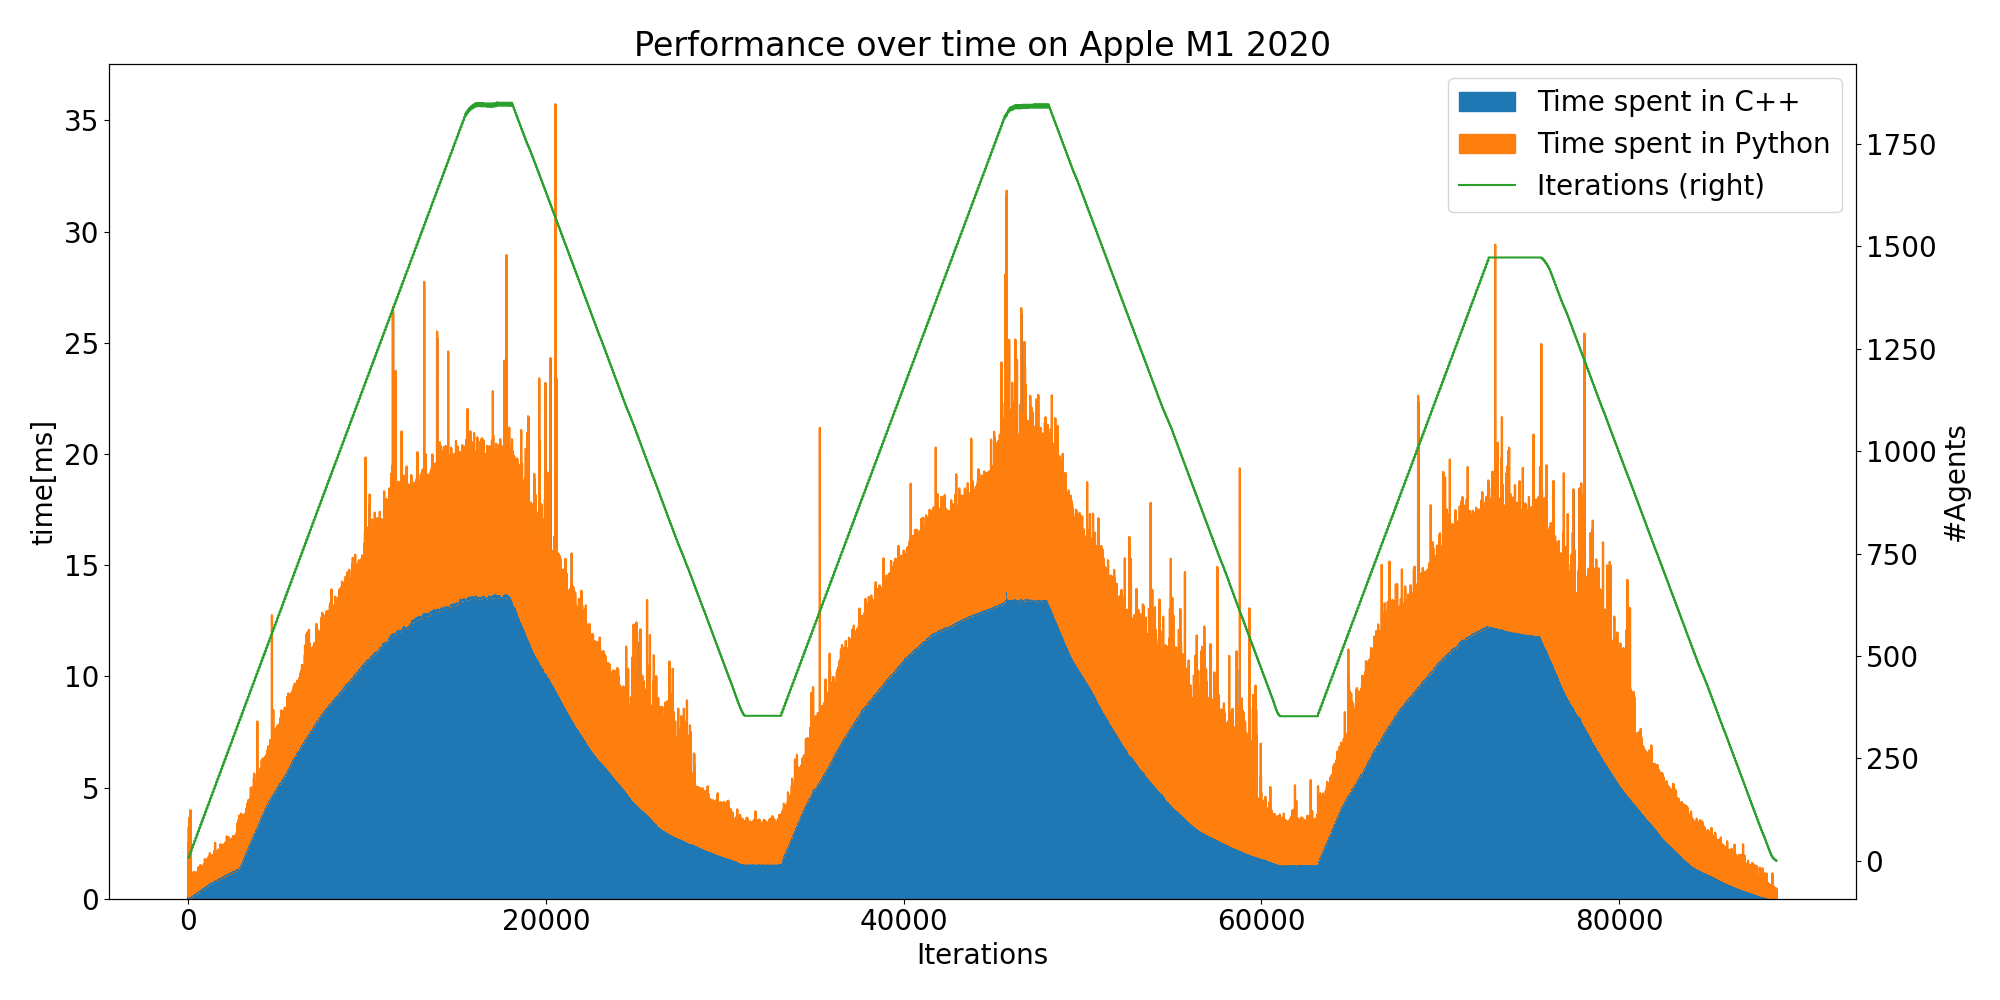 Performance over time on Apple M1 2020
Time spent in C++
Time spent in Python
Iterations (right)
35
30
25
20
15
10
5
0
time[ms]
1750
1500
1250
1000
750
500
250
0
#Agents
0 20000 40000 60000 80000
Iterations